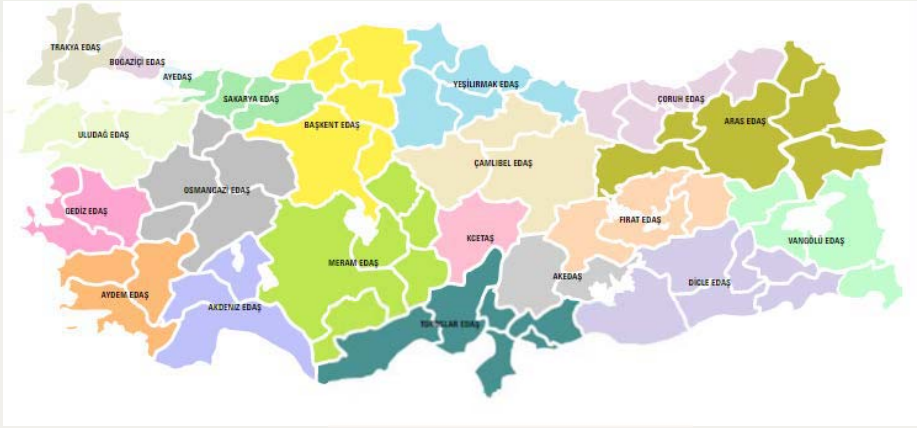 TRAKYA EDAŞ
BOĞAZİÇİ EDAŞ
AYEDAŞ
SAKARYA EDAŞ
YEŞİLIRMAK EDAŞ
ÇORUH EDAŞ
ARAS EDAŞ
BAŞKENT EDAŞ
ULUDAĞ EDAŞ
ÇAMLIBEL EDAŞ
OSMANGAZİ EDAŞ
GEDİZ EDAŞ
FIRAT EDAŞ
KCETAŞ
VANGÖLÜ EDAŞ
MERAM EDAŞ
AKEDAŞ
DİCLE EDAŞ
AYDEM EDAŞ
AKDENİZ EDAŞ
EDAŞ